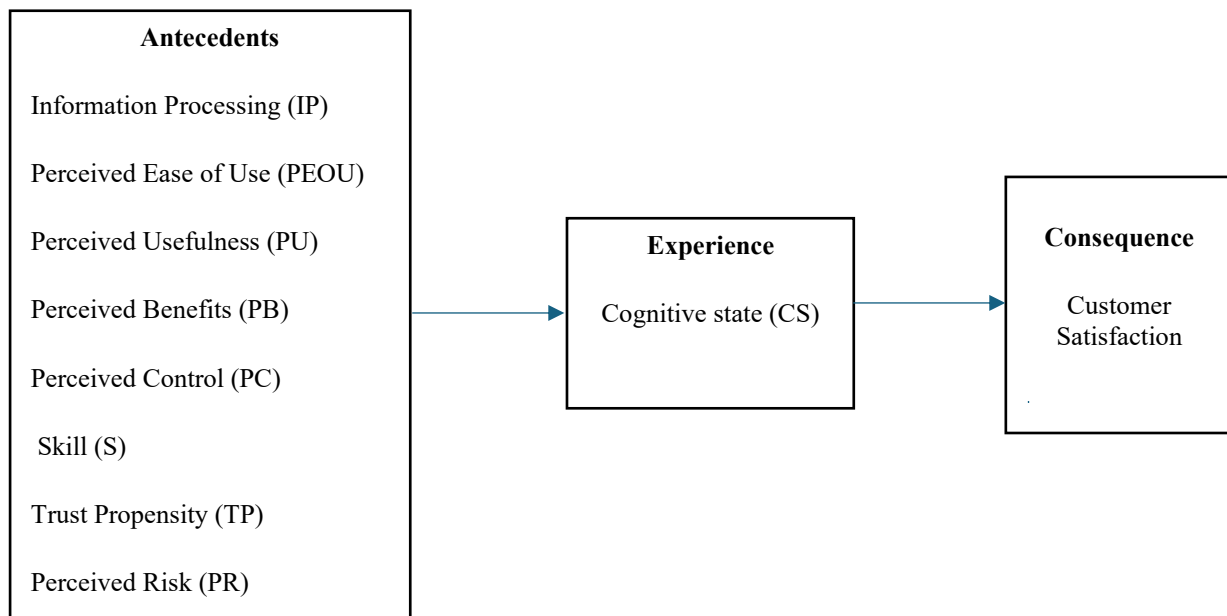 Antecedents
Information Processing (IP)
Perceived Ease of Use (PEOU)
Perceived Usefulness (PU)
Perceived Benefits (PB)
Perceived Control (PC)
Skill (S)
Trust Propensity (TP)
Perceived Risk (PR)
Experience
Cognitive state (CS)
Consequence
Customer
Satisfaction
.